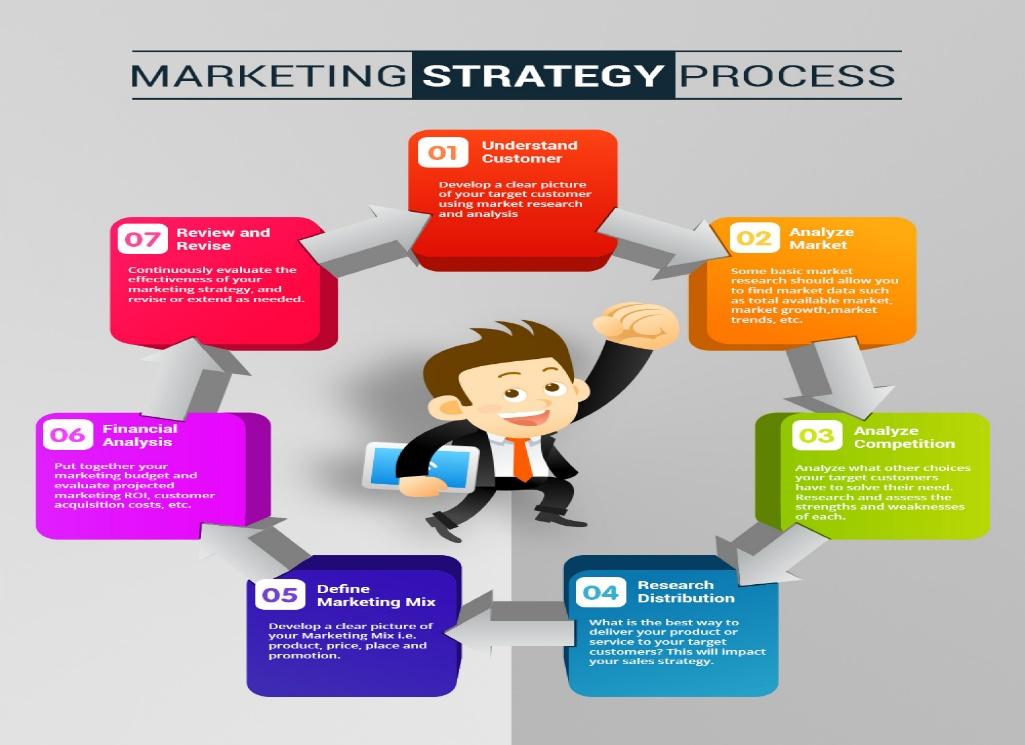 MARKETING STRATEGY PROCESS
01
Understand
Customer
Develop a clear picture
of your target customer
using market research
and analysis
02
Analyze
Market
Some basic market
research should allow you
to find market data such
as total available market,
market growth,market
trends, etc.
03
Analyze
Competition
Analyze what other choices
your target customers
have to solve their need.
Research and assess the
strengths and weaknesses
of each.
04
Research
Distribution
What is the best way to
deliver your product or
service to your target
customers? This will impact
your sales strategy.
05
Define
Marketing Mix
Develop a clear picture of
your Marketing Mix i.e.
product, price, place and
promotion.
06
Financial
Analysis
Put together your
marketing budget and
evaluate projected
marketing ROI, customer
acquisition costs, etc.
07
Review and
Revise
Continuously evaluate the
effectiveness of your
marketing strategy, and
revise or extend as needed.